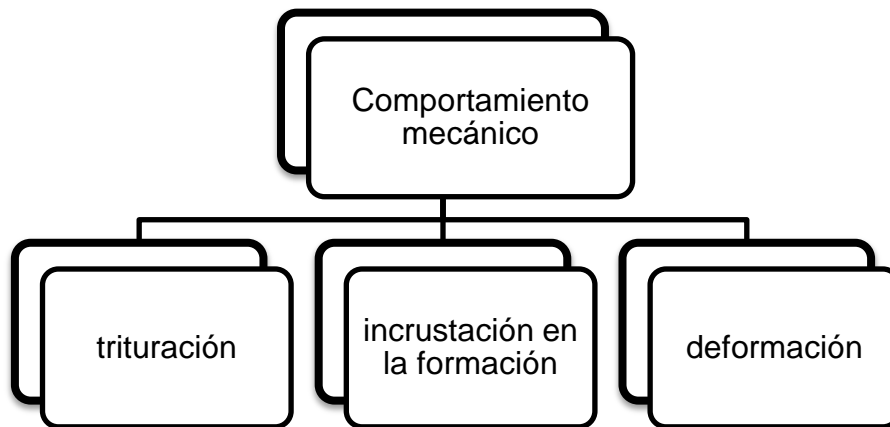 Comportamiento
mecánico
trituración
incrustación en
la formación
deformación